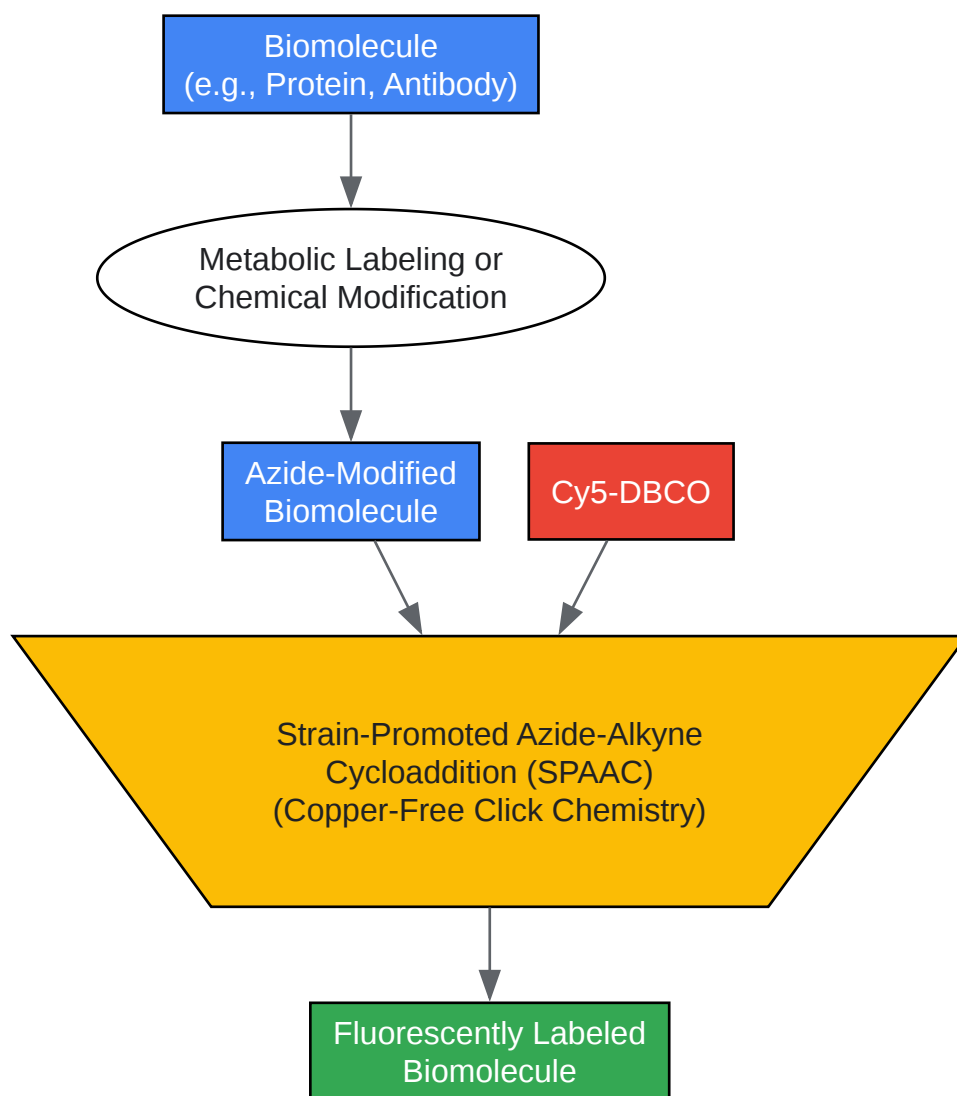 Biomolecule
(e.g., Protein, Antibody)
Metabolic Labeling or
Chemical Modification
Azide-Modified
Biomolecule
Cy5-DBCO
Strain-Promoted Azide-Alkyne
Cycloaddition (SPAAC)
(Copper-Free Click Chemistry)
Fluorescently Labeled
Biomolecule